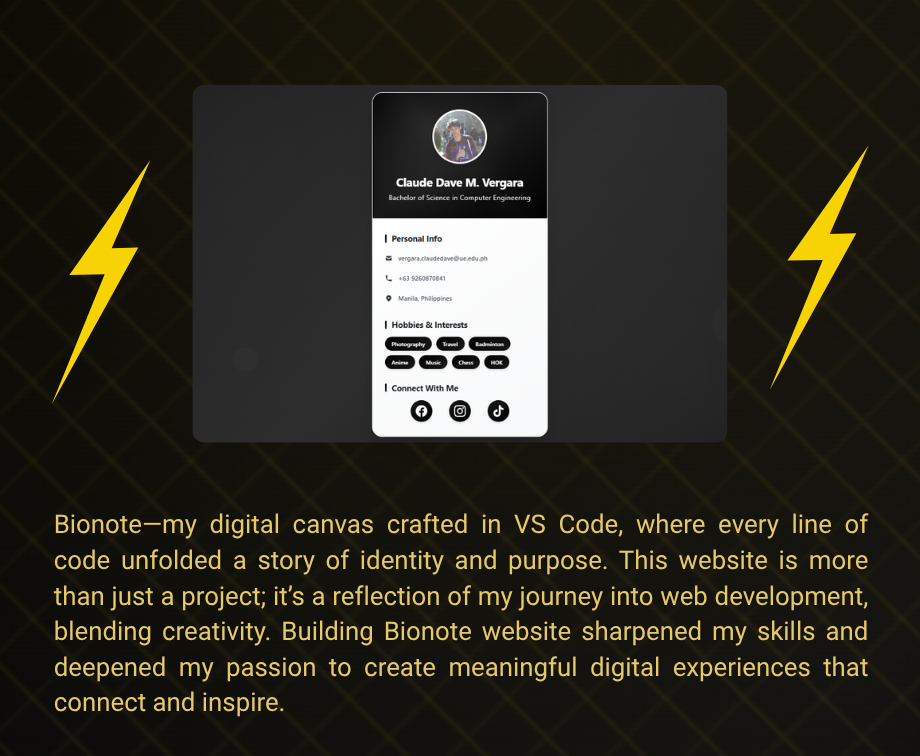 Claude Dave M. Vergara
Bachelor of Science in Computer Engineering
Personal Info
vergara.claudedave@ue.edu.ph
+63 9260870841
Manila, Philippines
Hobbies & Interests
Photography Travel Badminton
Anime Music Chess HOK
Connect With Me
Bionote—my digital canvas crafted in VS Code, where every line of
code unfolded a story of identity and purpose. This website is more
than just a project; it’s a reflection of my journey into web development,
blending creativity. Building Bionote website sharpened my skills and
deepened my passion to create meaningful digital experiences that
connect and inspire.